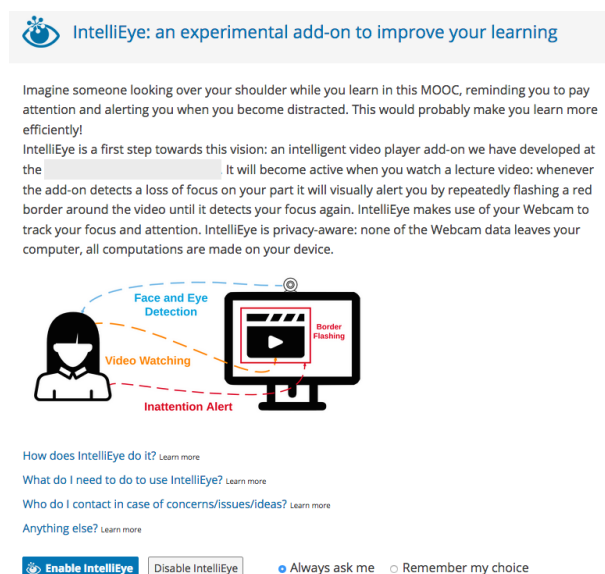 IntelliEye: an experimental add-on to improve your learning
Imagine someone looking over your shoulder while you learn in this MOOC, reminding you to pay
attention and alerting you when you become distracted. This would probably make you learn more
efficiently!
IntelliEye is a first step towards this vision: an intelligent video player add-on we have developed at
the . It will become active when you watch a lecture video: whenever
the add-on detects a loss of focus on your part it will visually alert you by repeatedly flashing a red
border around the video until it detects your focus again. IntelliEye makes use of your Webcam to
track your focus and attention. IntelliEye is privacy-aware: none of the Webcam data leaves your
computer, all computations are made on your device.
Face and Eye
Detection
Border
Flashing
Video Watching
Inattention Alert
How does IntelliEye do it? Learn more
What do I need to do to use IntelliEye? Learn more
Who do I contact in case of concerns/issues/ideas? Learn more
Anything else? Learn more
Enable IntelliEye Disable IntelliEye Always ask me Remember my choice